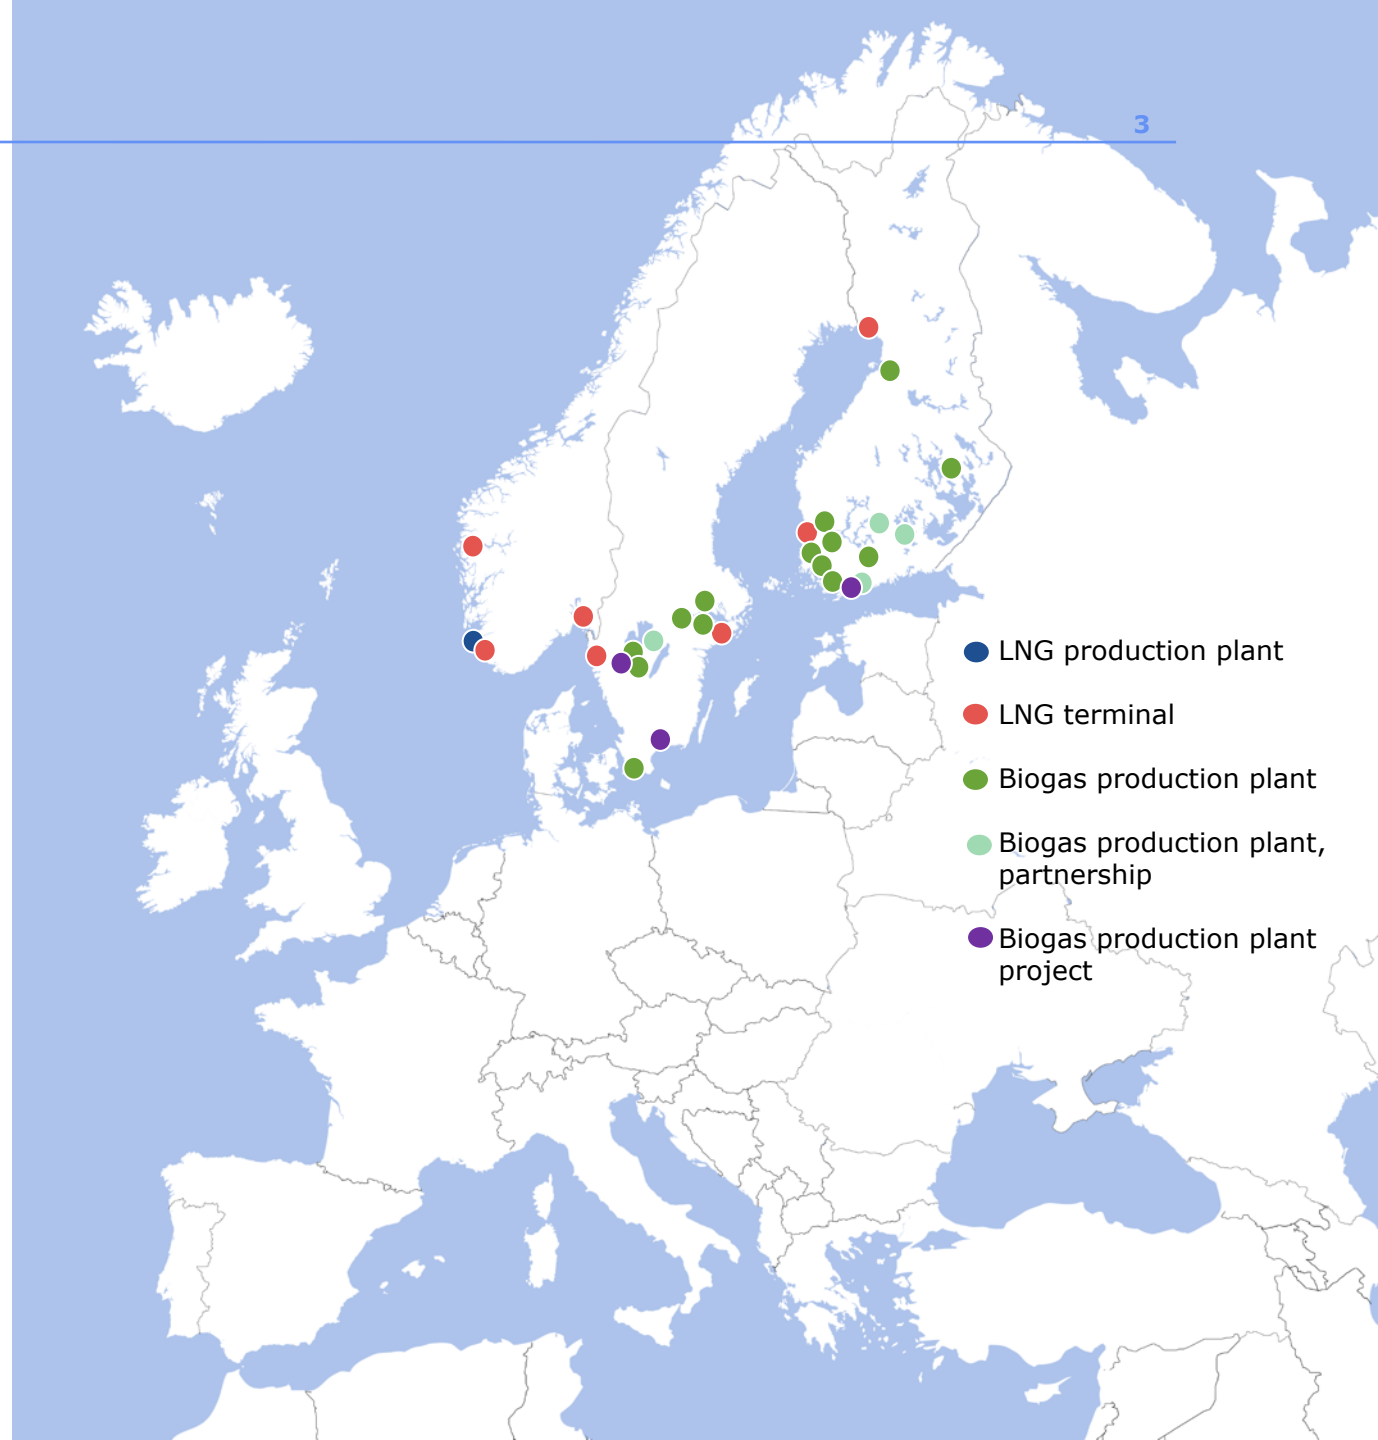 3
LNG production plant
LNG terminal
Biogas production plant
Biogas production plant,
partnership
Biogas production plant
project